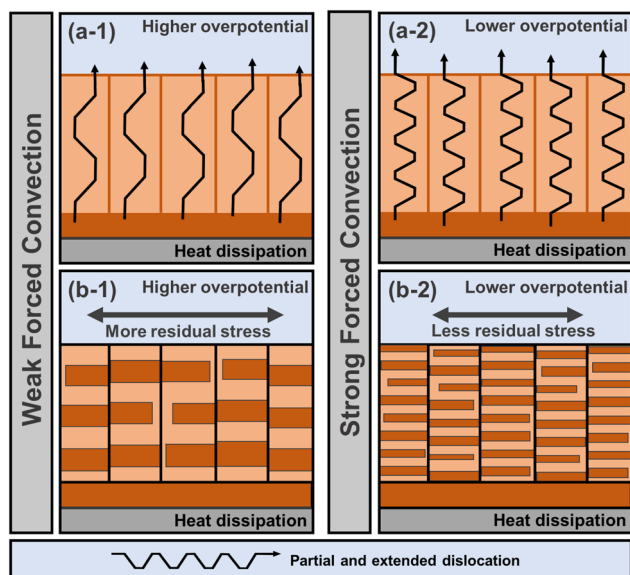 Weak Forced Convection
(a-1)
Higher overpotential
Heat dissipation
(b-1)
Higher overpotential
More residual stress
Heat dissipation
Strong Forced Convection
(a-2)
Lower overpotential
Heat dissipation
(b-2)
Lower overpotential
Less residual stress
Heat dissipation
Partial and extended dislocation